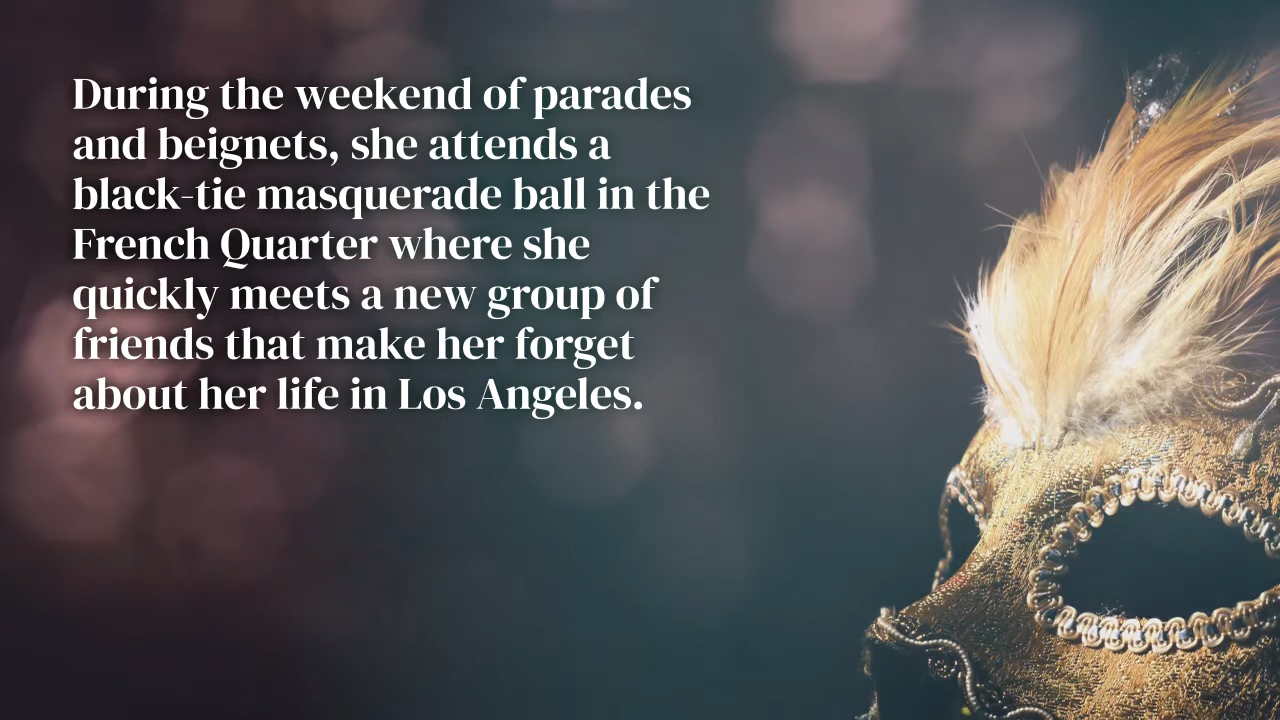 During the weekend of parades
and beignets, she attends a
black-tie masquerade ball in the
French Quarter where she
quickly meets a new group of
friends that make her forget
about her life in Los Angeles.